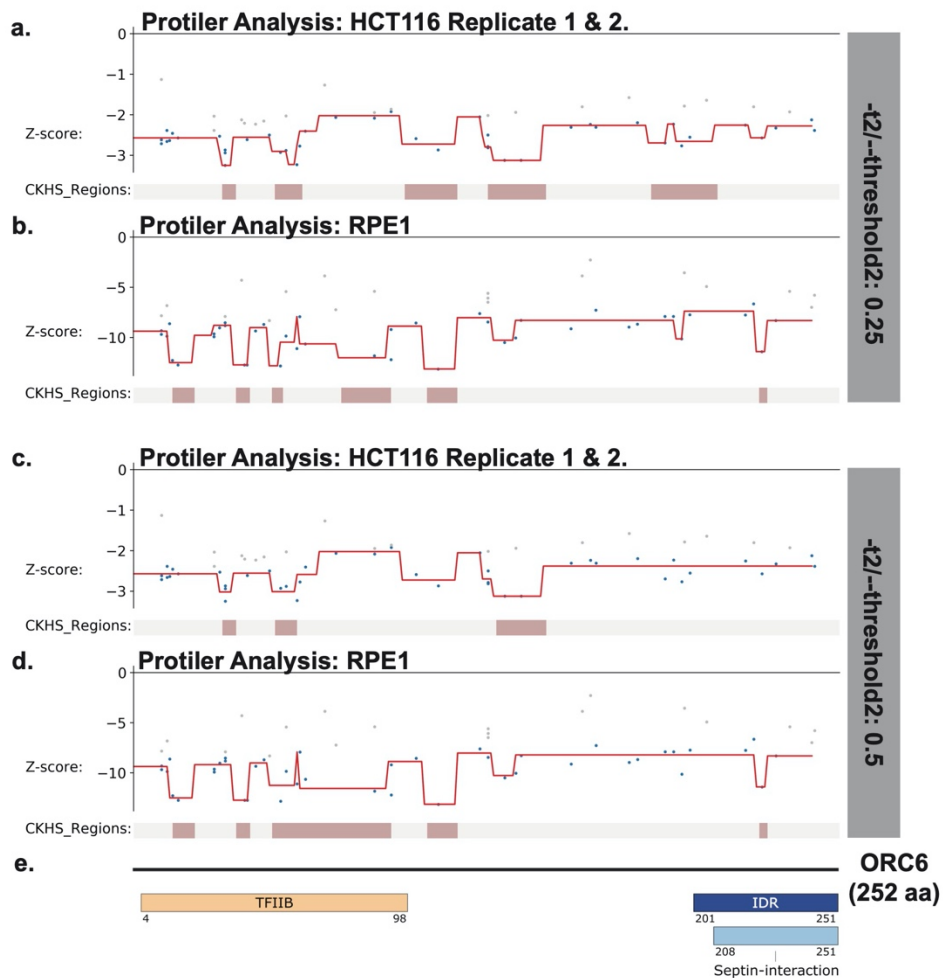 a.
Protiler Analysis: HCT116 Replicate 1 & 2.
0
−1
−2
Z-score:
−3
CKHS_Regions:
b.
Protiler Analysis: RPE1
0
−5
Z-score:
−10
CKHS_Regions:
-t2/--threshold2: 0.25
c.
Protiler Analysis: HCT116 Replicate 1 & 2.
0
−1
−2
Z-score:
−3
CKHS_Regions:
d.
Protiler Analysis: RPE1
0
−5
Z-score:
−10
CKHS_Regions:
-t2/--threshold2: 0.5
e.
ORC6
(252 aa)
TFIIB
4 98
IDR
201 251
208 251
Septin-interaction